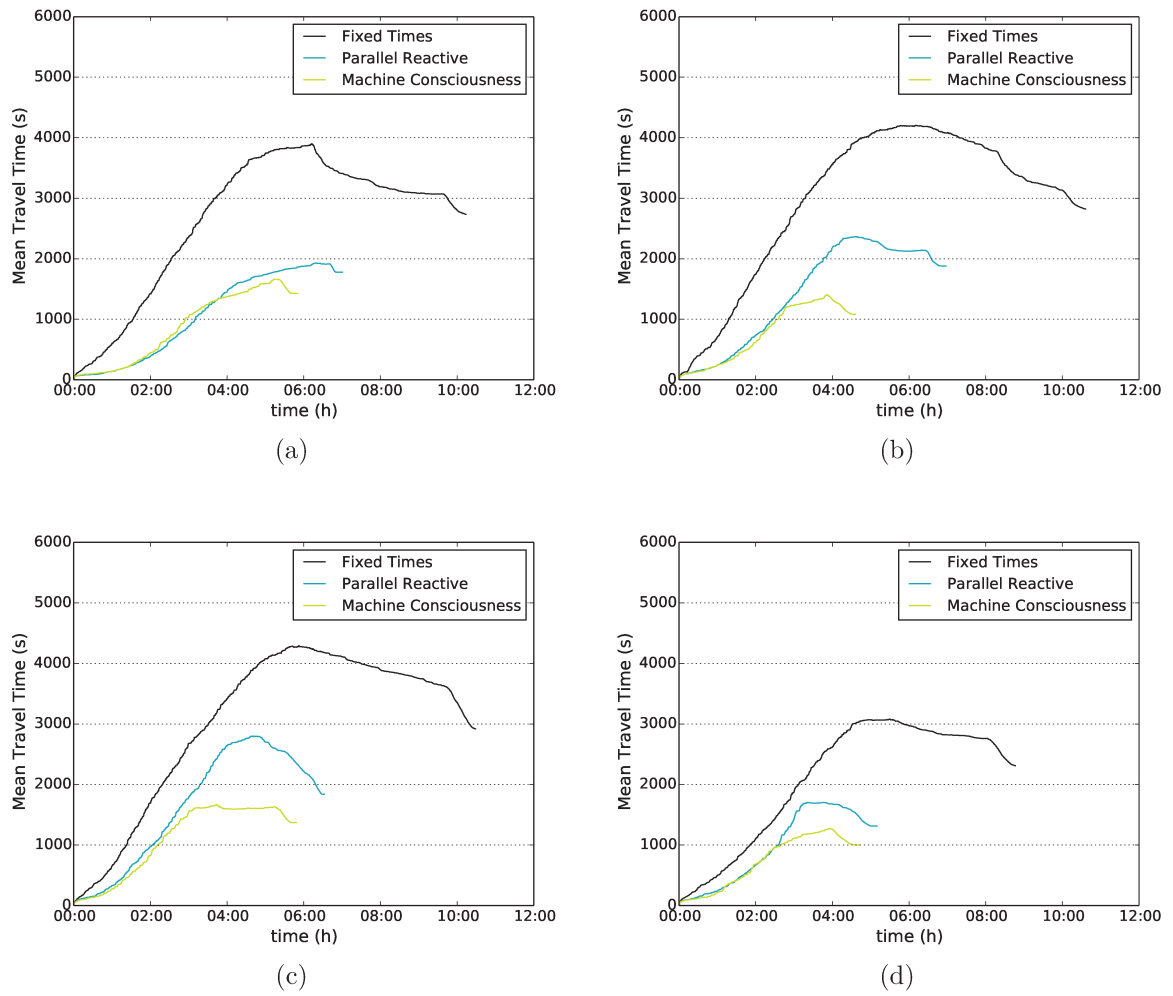 6000
5000
4000
3000
2000
1000
0
Mean Travel Time (s)
Fixed Times
Parallel Reactive
Machine Consciousness
00:00 02:00 04:00 06:00 08:00 10:00 12:00
time (h)
(a)
6000
5000
4000
3000
2000
1000
0
Mean Travel Time (s)
Fixed Times
Parallel Reactive
Machine Consciousness
00:00 02:00 04:00 06:00 08:00 10:00 12:00
time (h)
(b)
6000
5000
4000
3000
2000
1000
0
Mean Travel Time (s)
Fixed Times
Parallel Reactive
Machine Consciousness
00:00 02:00 04:00 06:00 08:00 10:00 12:00
time (h)
(c)
6000
5000
4000
3000
2000
1000
0
Mean Travel Time (s)
Fixed Times
Parallel Reactive
Machine Consciousness
00:00 02:00 04:00 06:00 08:00 10:00 12:00
time (h)
(d)